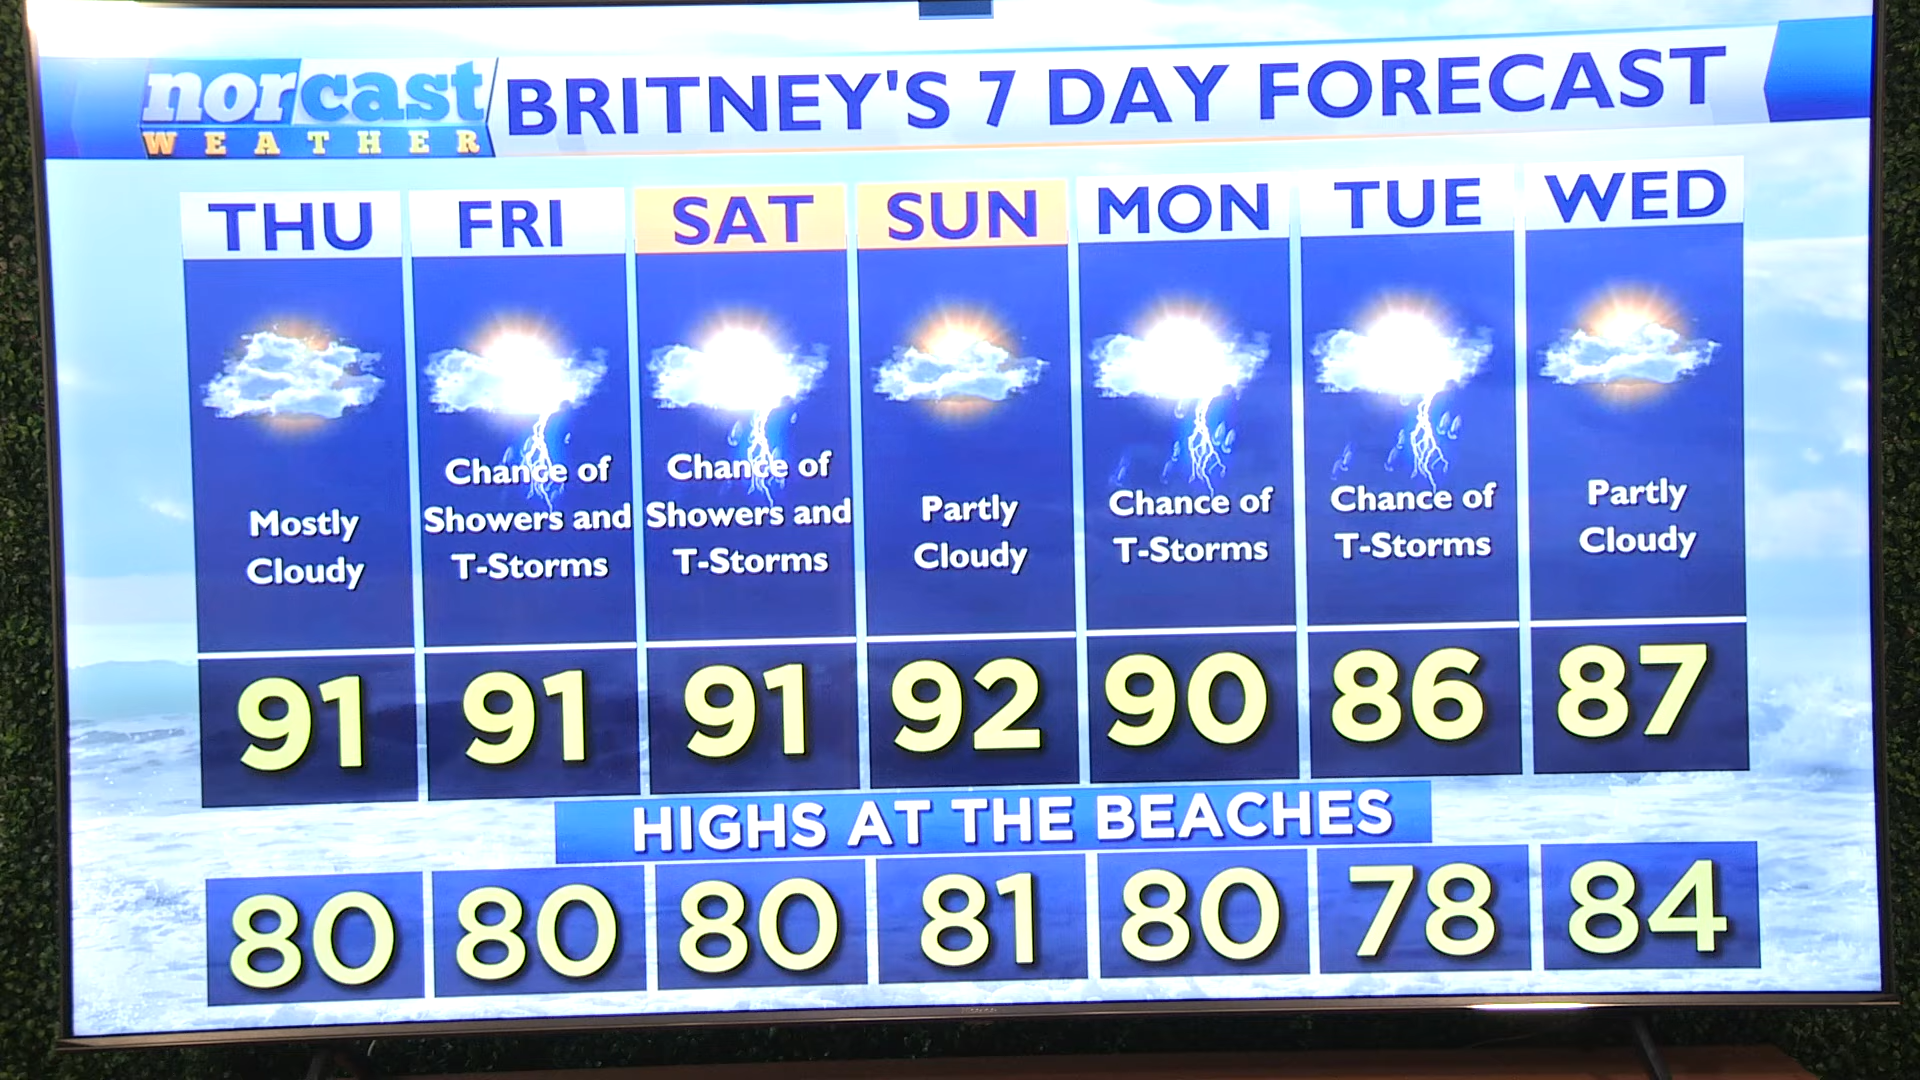 norcast
WEATHER
BRITNEY'S 7 DAY FORECAST
THU FRI SAT SUN MON TUE WED
Mostly
Cloudy
Chance of
Showers and
T-Storms
Chance of
Showers and
T-Storms
Partly
Cloudy
Chance of
T-Storms
Chance of
T-Storms
Partly
Cloudy
91 91 91 92 90 86 87
HIGHS AT THE BEACHES
80 80 80 81 80 78 84